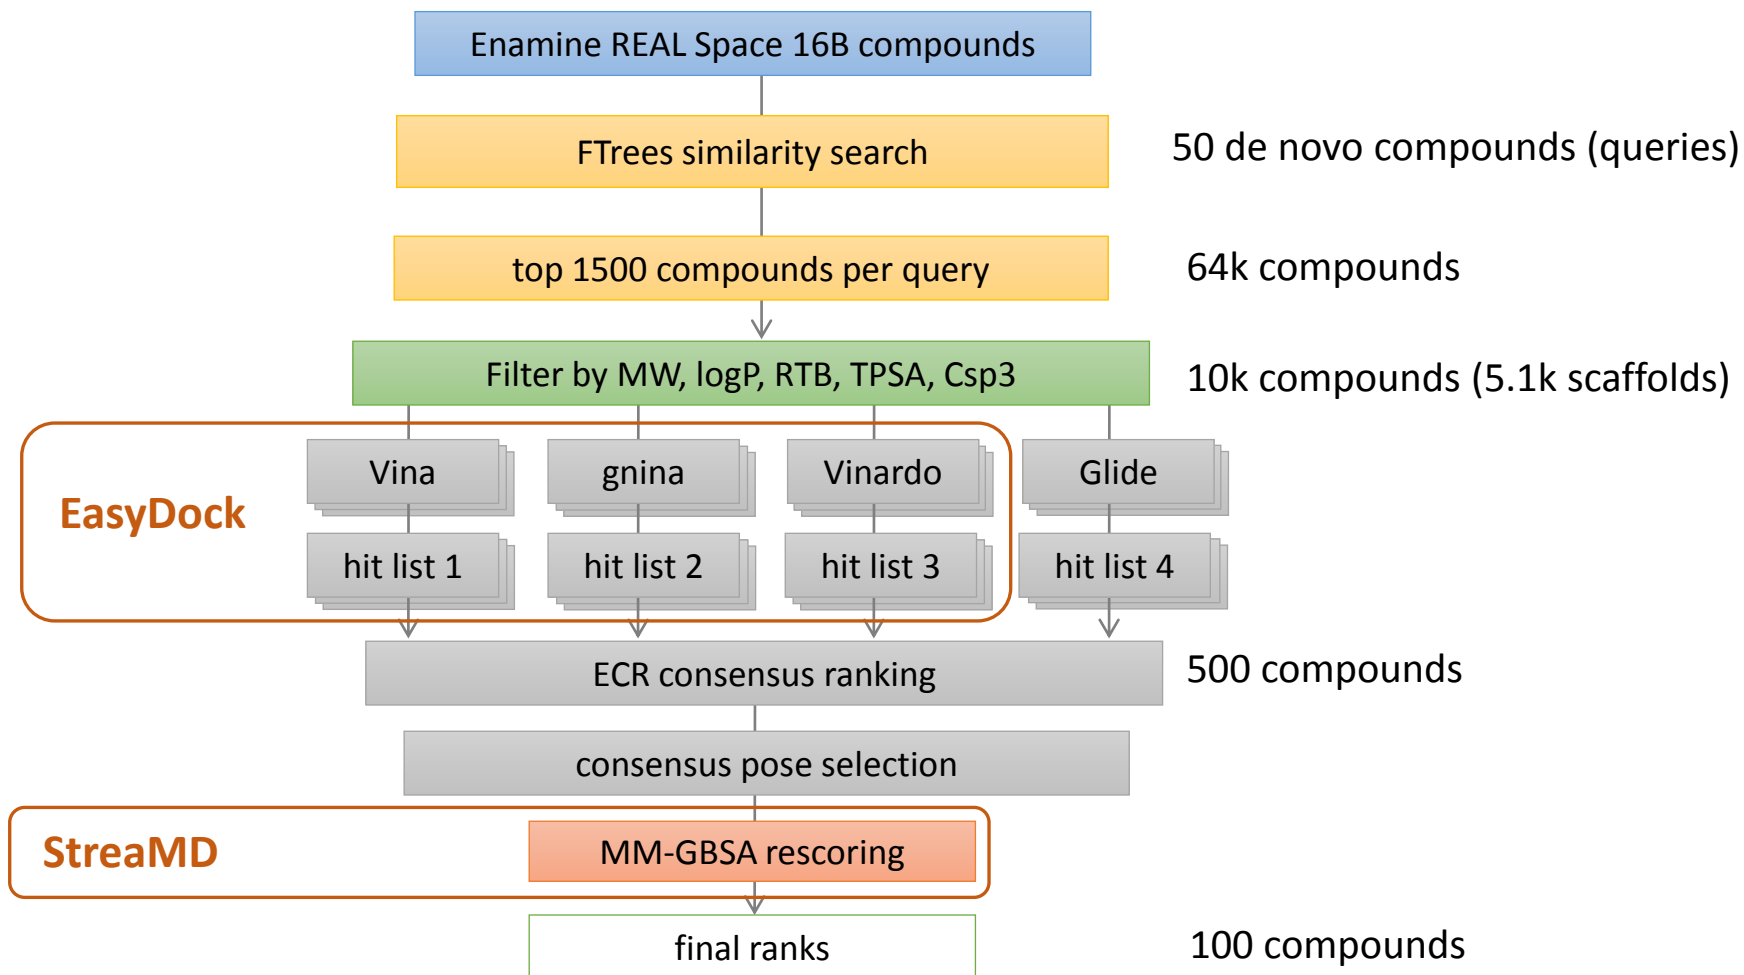 Enamine REAL Space 16B compounds
FTrees similarity search
50 de novo compounds (queries)
top 1500 compounds per query
64k compounds
Filter by MW, logP, RTB, TPSA, Csp3
10k compounds (5.1k scaffolds)
EasyDock
Vina
gnina
Vinardo
Glide
hit list 1
hit list 2
hit list 3
hit list 4
ECR consensus ranking
500 compounds
consensus pose selection
StreaMD
MM-GBSA rescoring
final ranks
100 compounds